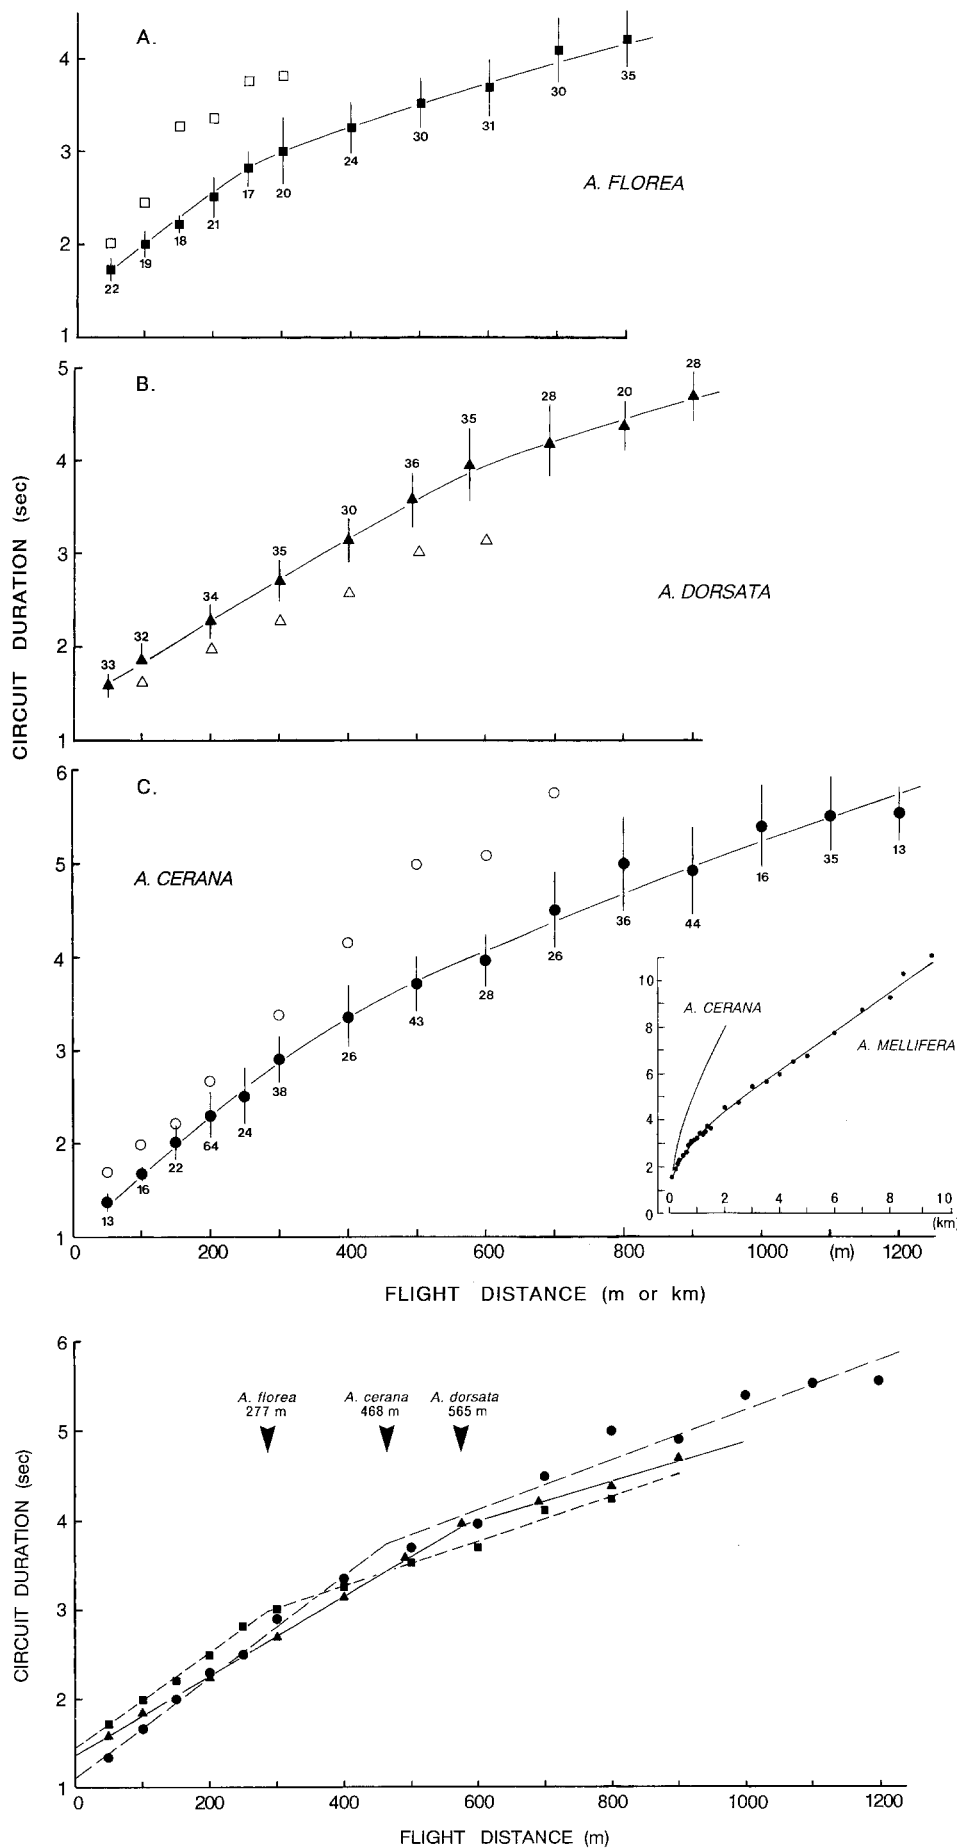 A.
4
3
2
1
22
19
18
21
17
20
24
30
31
30
35
A. FLOREA
B.
5
4
3
2
1
33
32
34
35
30
36
35
28
20
28
A. DORSATA
CIRCUIT DURATION (sec)
C.
6
5
4
3
2
1
A. CERANA
13
16
22
64
24
38
26
43
28
26
36
44
16
35
13
10
8
6
4
2
0
A. CERANA
A. MELLIFERA
0 2 4 6 8 10
(km)
0 200 400 600 800 1000 (m) 1200
FLIGHT DISTANCE (m or km)
6
5
4
3
2
1
A. florea
277 m
A. cerana
468 m
A. dorsata
565 m
CIRCUIT DURATION (sec)
0 200 400 600 800 1000 1200
FLIGHT DISTANCE (m)